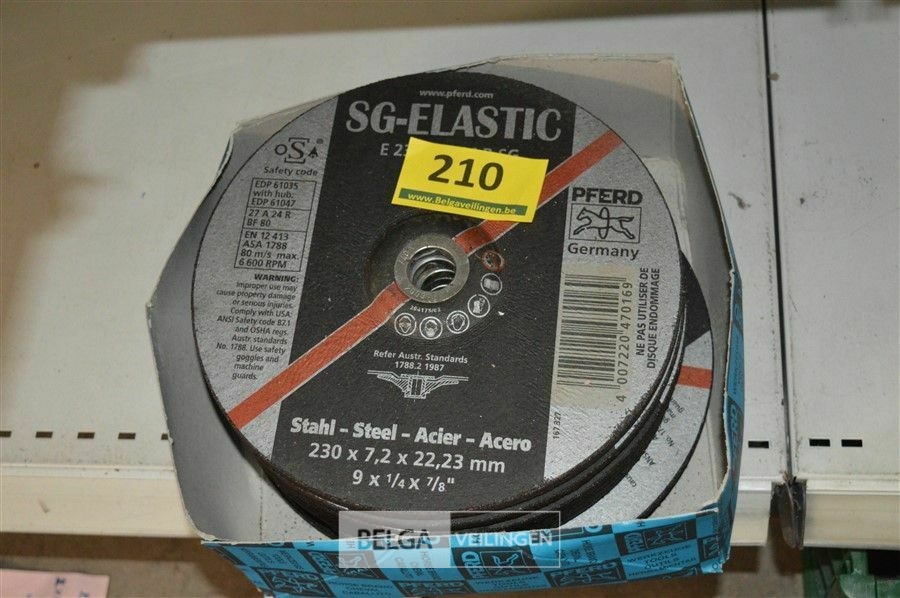 www.pferd.com
SG-ELASTIC
E 23
210
www.Belgaveilingen.be
Safety code
EDP 61035
with hub:
EDP 61047
27 A 24 R
BF 80
EN 12 413
ASA 1788
80 m/s max.
6 600 RPM
WARNING:
Improper use may
cause property damage
or serious injuries.
Comply with USA:
ANSI Safety code B7.1
and OSHA regs.
Austr. standards
No. 1788. Use safety
goggles and
machine
guards.
PFERD
Germany
NE PAS UTILISER DE
DISQUE ENDOMMAGE
4 007220 470169
167 827
Refer Austr. Standards
1788.2 1987
Stahl – Steel – Acier – Acero
230 x 7,2 x 22,23 mm
9 x 1/4 x 7/8"
BELGA VEILINGEN
WERKZEUGE
TOOLS